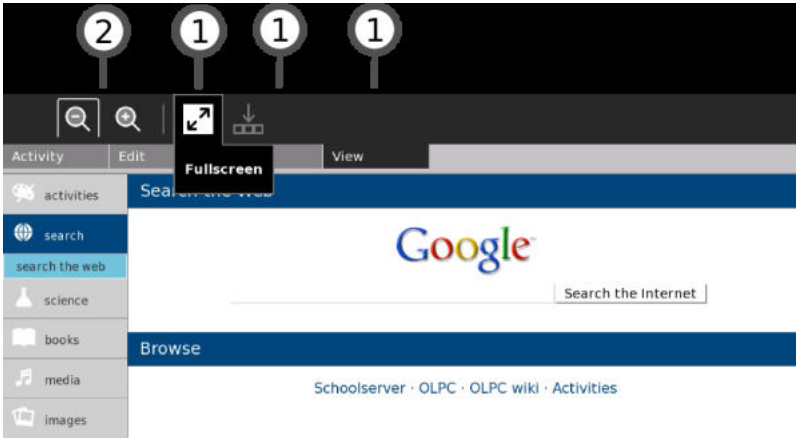 2 1 1 1
Activity Edit View
Fullscreen
activities
Search the Web
search
Google
search the web
Search the Internet
science
books
Browse
media
Schoolserver · OLPC · OLPC wiki · Activities
images